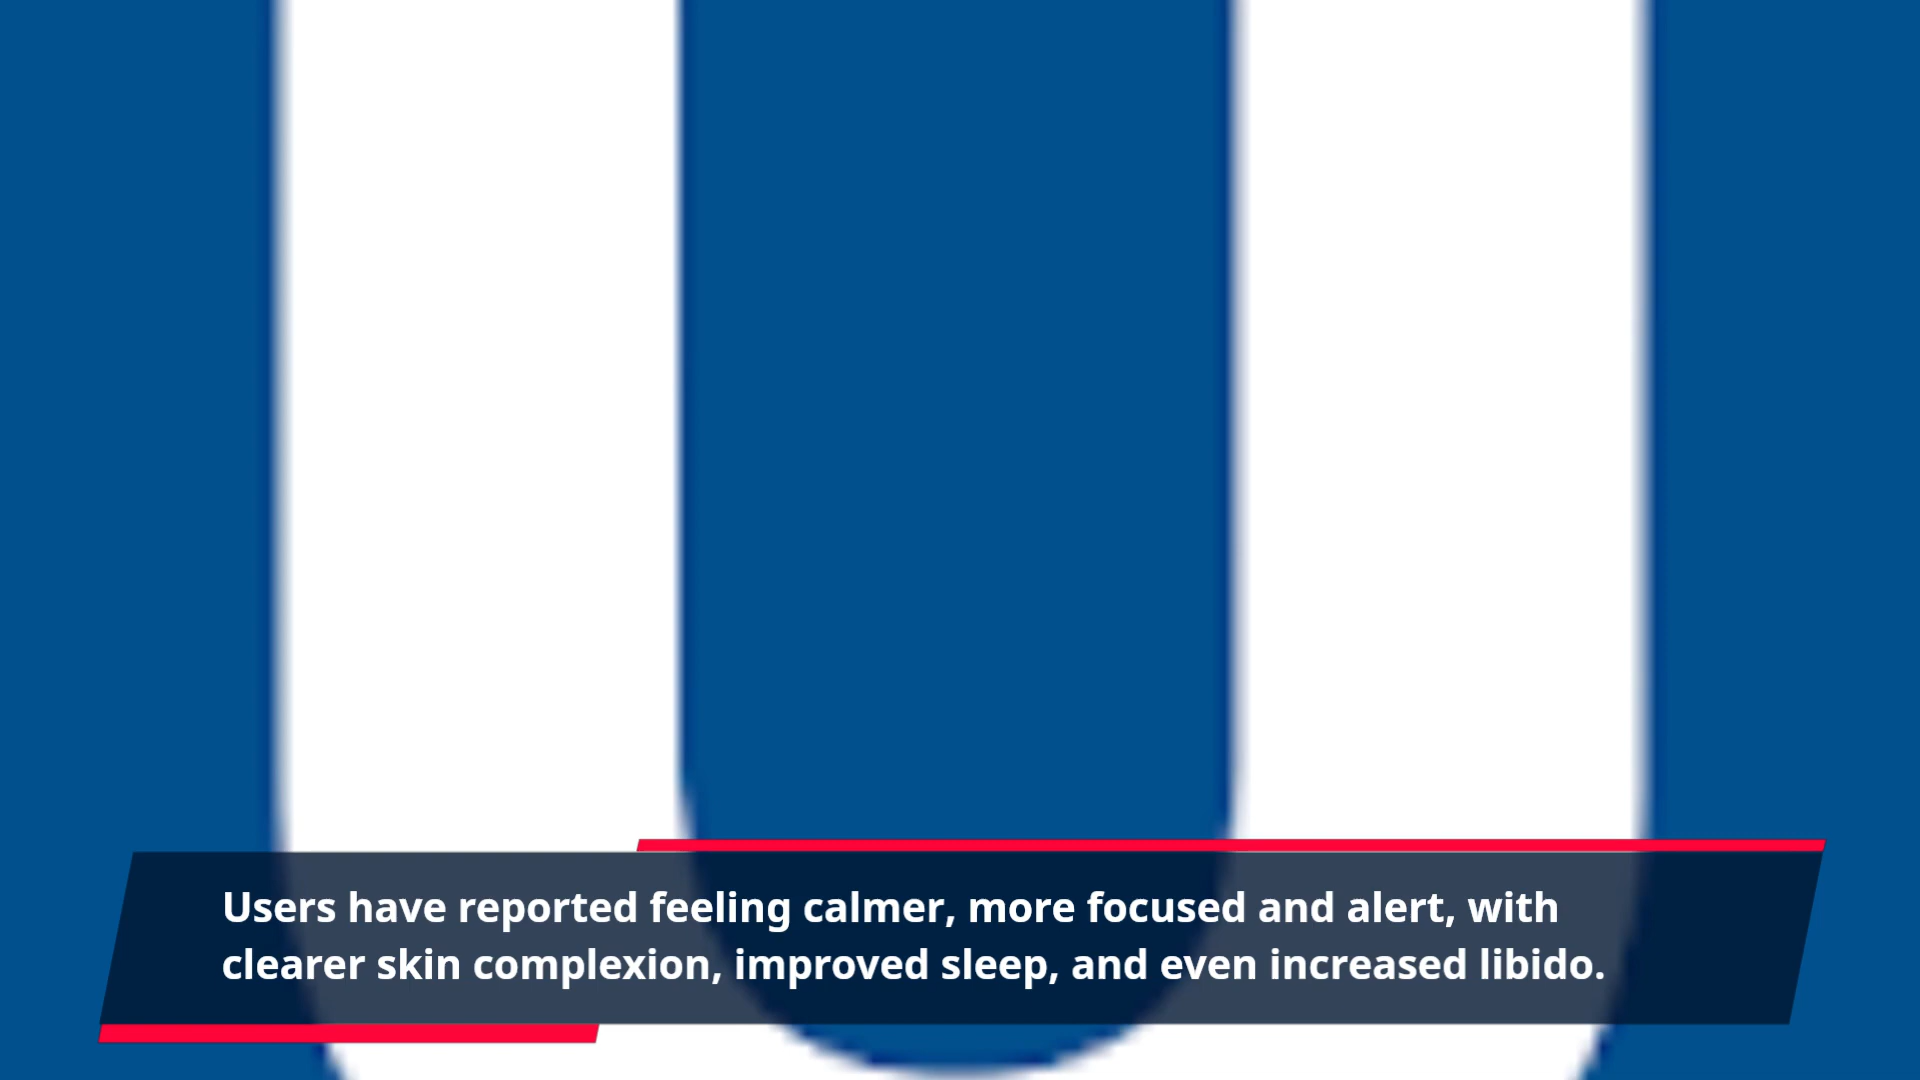 Users have reported feeling calmer, more focused and alert, with
clearer skin complexion, improved sleep, and even increased libido.